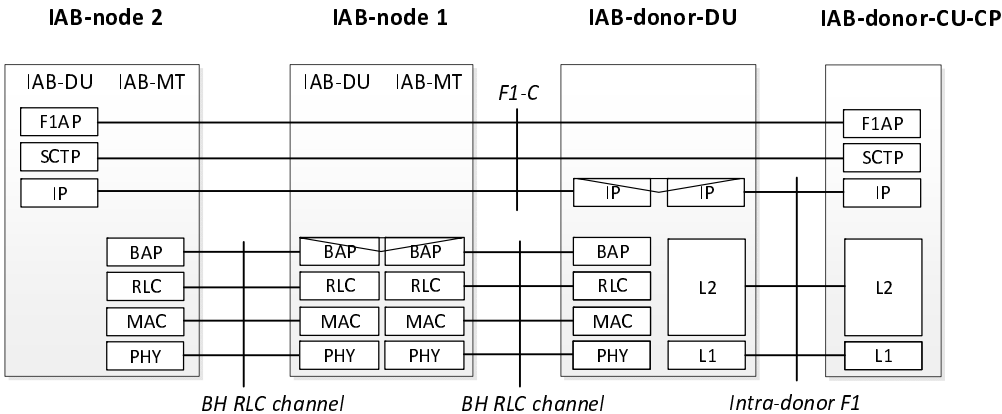 IAB-node 2 IAB-node 1 IAB-donor-DU IAB-donor-CU-CP
IAB-DU IAB-MT IAB-DU IAB-MT
F1-C
F1AP F1AP
SCTP SCTP
IP IP IP IP
BAP BAP BAP BAP
RLC RLC RLC RLC L2 L2
MAC MAC MAC MAC
PHY PHY PHY PHY L1 L1
BH RLC channel BH RLC channel Intra-donor F1